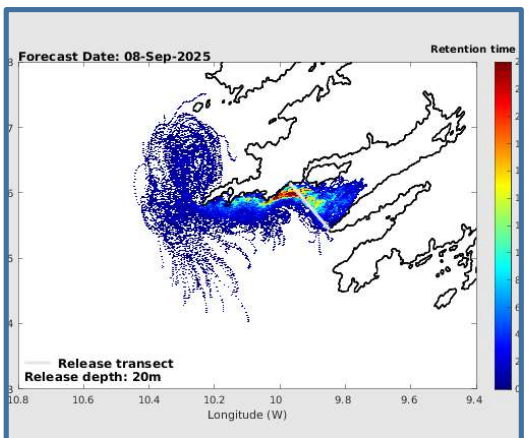 Retention time
Forecast Date: 08-Sep-2025
Release transect
Release depth: 20m
10.8 10.6 10.4 10.2 10 9.8 9.6 9.4
Longitude (W)